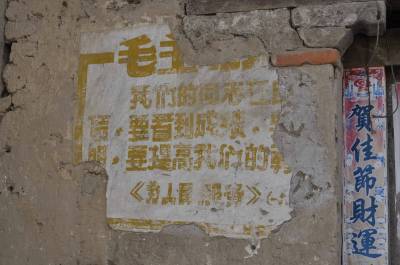 毛主
我们的同志在
要看到成绩
要提高我们的
《为人民服务》
賀佳節財運